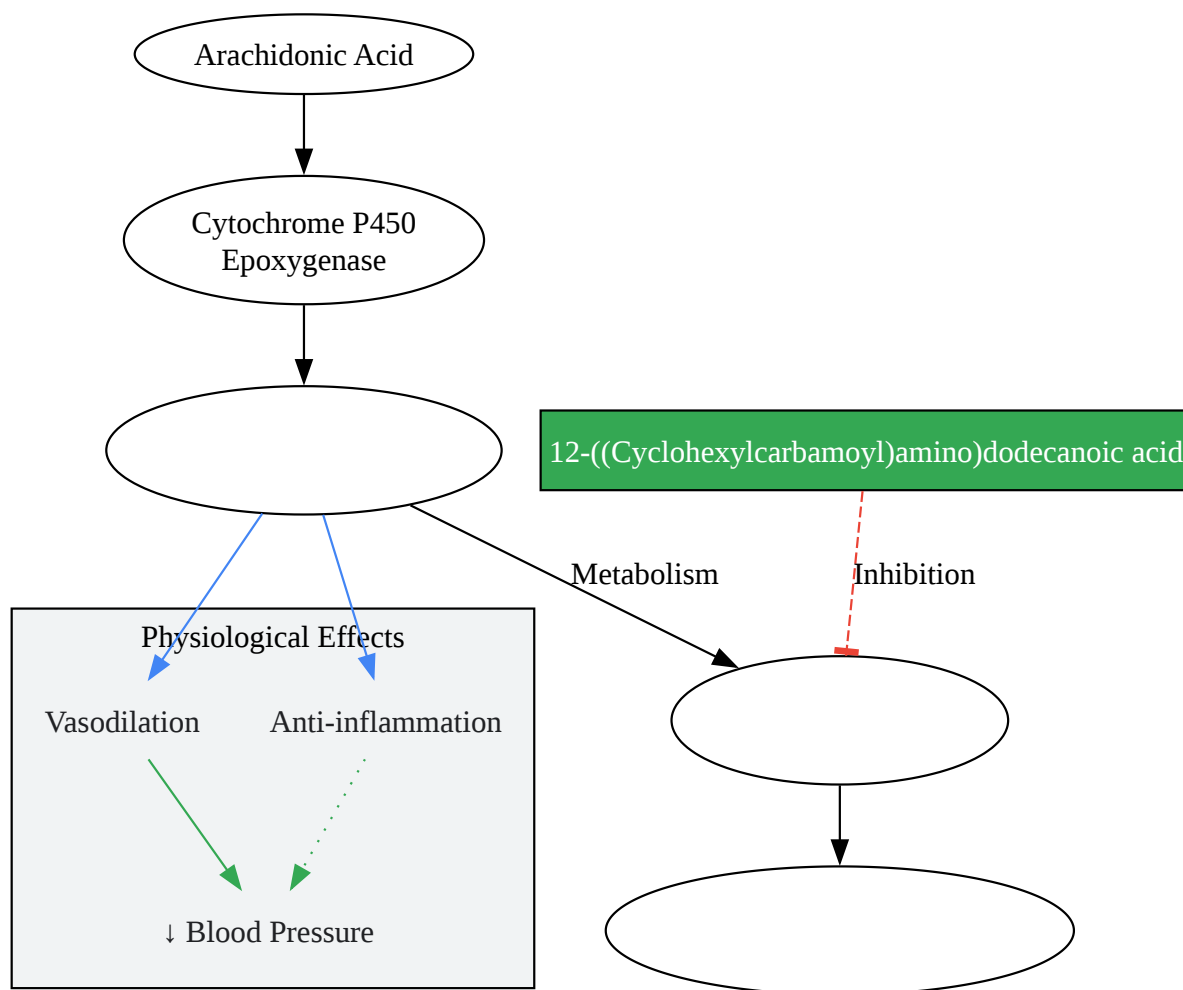 Arachidonic Acid
Cytochrome P450
Epoxygenase
12-((Cyclohexylcarbamoyl)amino)dodecanoic acid
Metabolism
Inhibition
Physiological Effects
Vasodilation
Anti-inflammation
↓ Blood Pressure